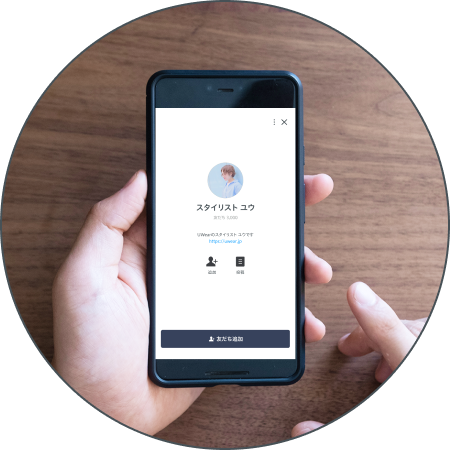 スタイリスト ユウ
友だち 3,000
UWearのスタイリスト ユウです
https://uwear.jp
追加
投稿
友だち追加